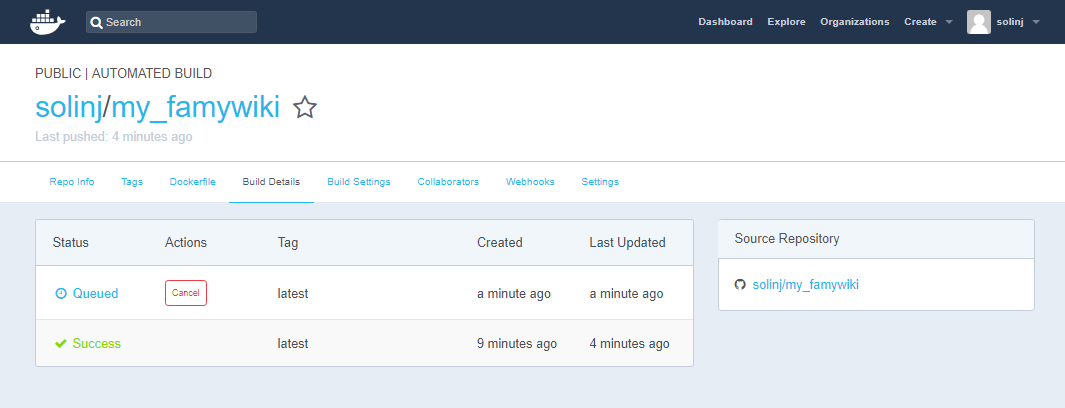 Search Dashboard Explore Organizations Create solinj
PUBLIC | AUTOMATED BUILD
solinj/my_famywiki
Last pushed: 4 minutes ago
Repo Info Tags Dockerfile Build Details Build Settings Collaborators Webhooks Settings
Status Actions Tag Created Last Updated
Queued Cancel latest a minute ago a minute ago
Success latest 9 minutes ago 4 minutes ago
Source Repository
solinj/my_famywiki